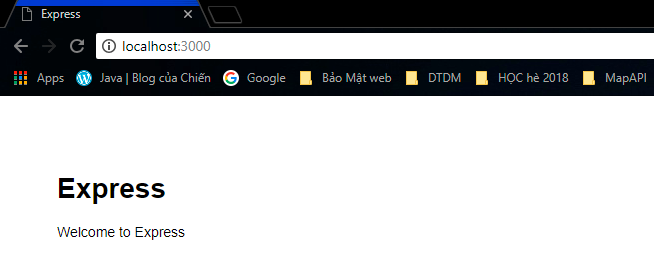 Express
localhost:3000
Apps Java | Blog của Chiến Google Bảo Mật web DTDM HỌC hè 2018 MapAPI
Express
Welcome to Express